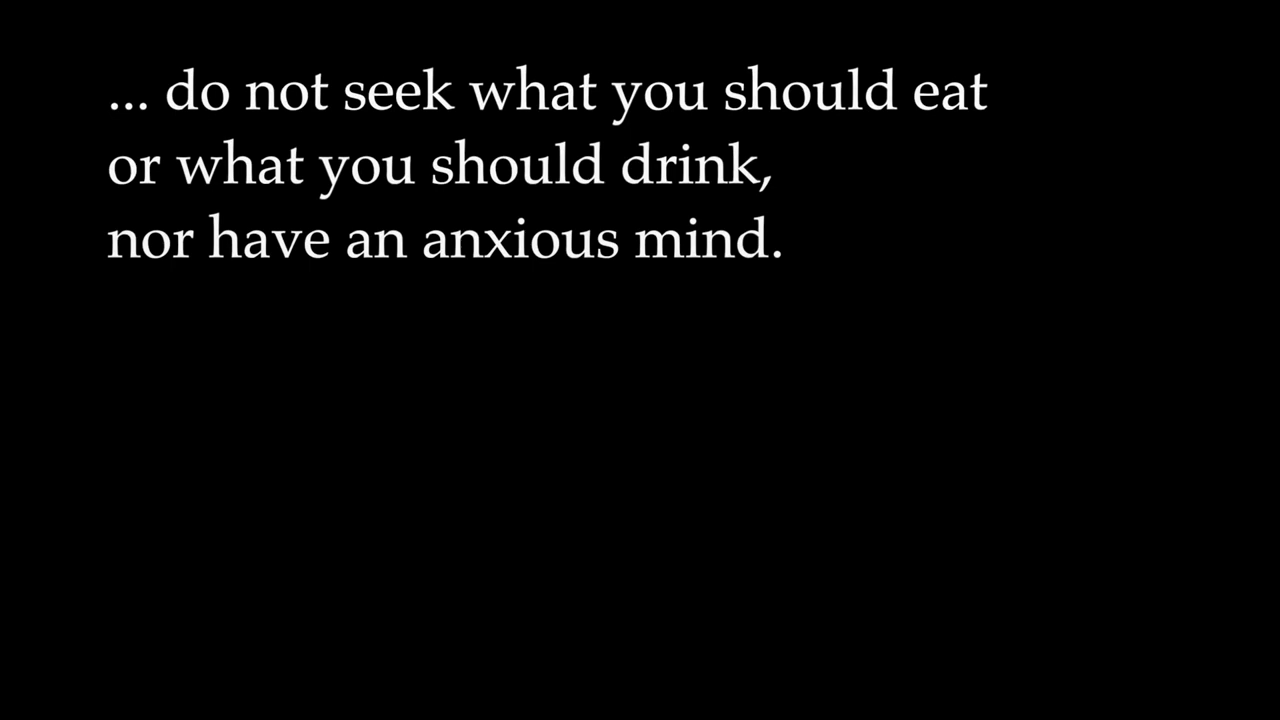 ... do not seek what you should eat
or what you should drink,
nor have an anxious mind.